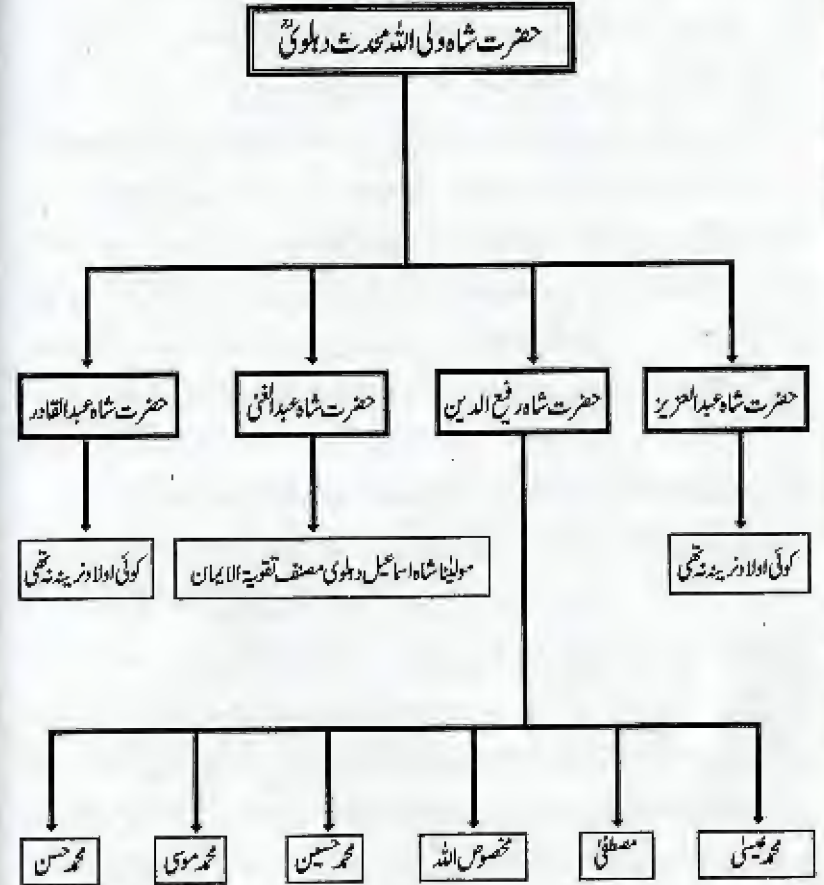 حضرت شاہ ولی اللہ محدث دہلویؒ
حضرت شاہ عبدالعزیز
حضرت شاہ رفیع الدین
حضرت شاہ عبدالغنی
حضرت شاہ عبدالقادر
کوئی اولاد نرینہ نہ تھی
مولیٰنا شاہ اسماعیل دہلوی مصنف تقویۃ الایمان
کوئی اولاد نرینہ نہ تھی
محمد عیسیٰ
مصطفیٰ
مخصوص اللہ
محمد حسین
محمد موسی
محمد حسن